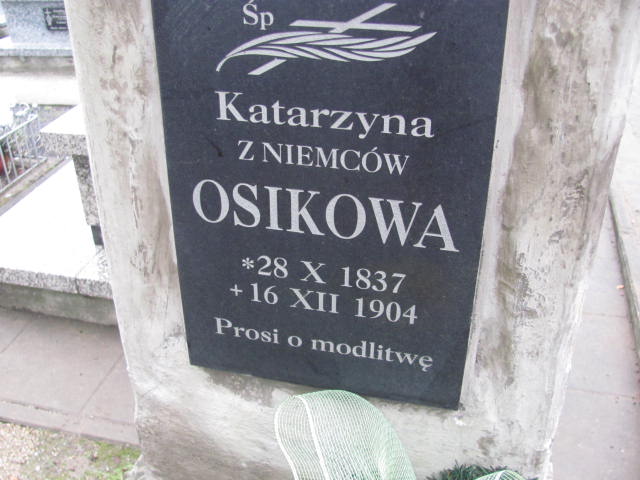 Śp
Katarzyna
Z NIEMCÓW
OSIKOWA
*28 X 1837
+16 XII 1904
Prosi o modlitwę